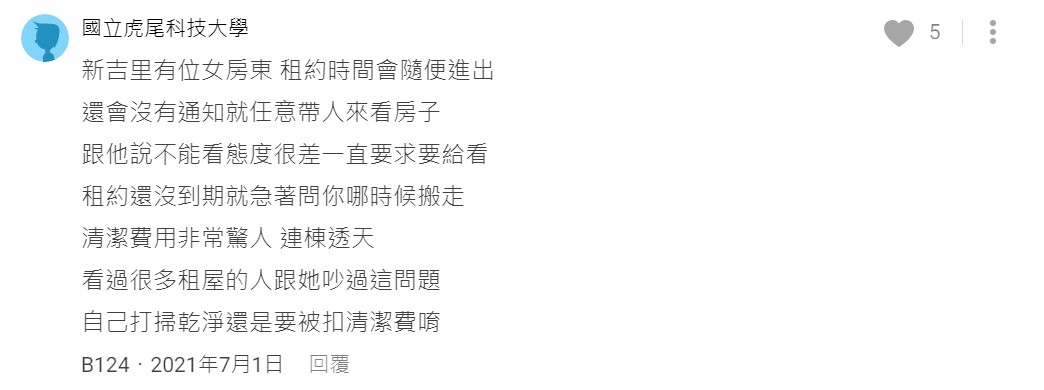 國立虎尾科技大學
5
新吉里有位女房東 租約時間會隨便進出
還會沒有通知就任意帶人來看房子
跟他說不能看態度很差一直要求要給看
租約還沒到期就急著問你哪時候搬走
清潔費用非常驚人 連棟透天
看過很多租屋的人跟她吵過這問題
自己打掃乾淨還是要被扣清潔費唷
B124．2021年7月1日 回覆